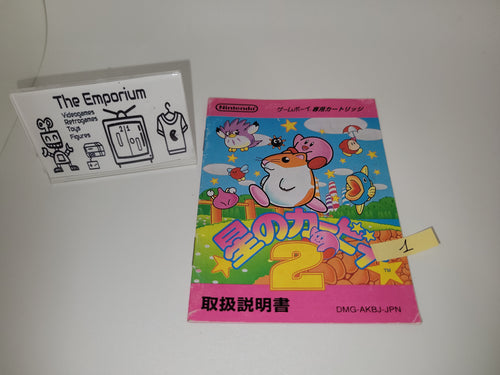 The Emporium
Videogames
Retrogames
Toys
Figures
Nintendo
ゲームボーイ専用カートリッジ
星のカービィ
2
TM
1
取扱説明書
DMG-AKBJ-JPN